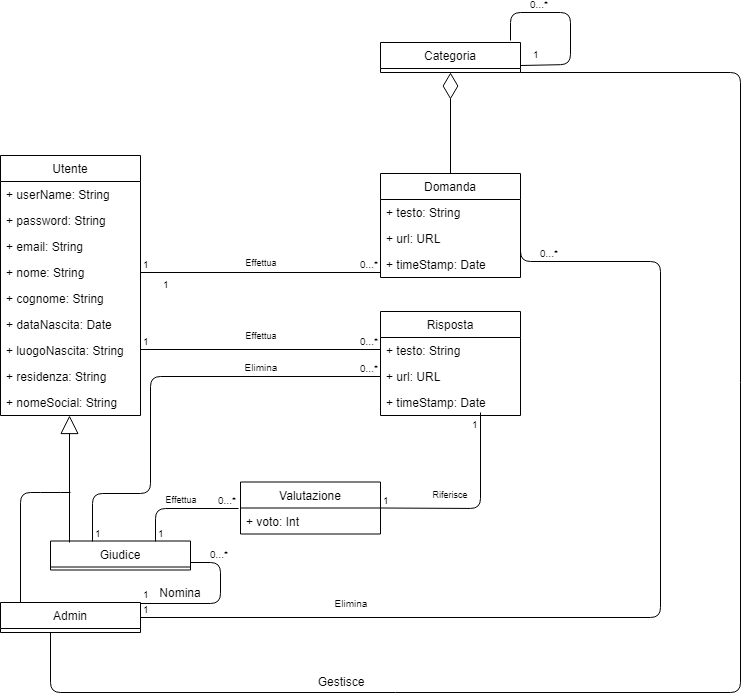 0...*
Categoria
1
Utente
+ userName: String
+ password: String
+ email: String
+ nome: String
+ cognome: String
+ dataNascita: Date
+ luogoNascita: String
+ residenza: String
+ nomeSocial: String
Domanda
+ testo: String
+ url: URL
+ timeStamp: Date
1
Effettua
0...*
1
0...*
Risposta
+ testo: String
+ url: URL
+ timeStamp: Date
1
Effettua
0...*
Elimina
0...*
1
Valutazione
+ voto: Int
Effettua
0...*
1
Riferisce
1
1
Giudice
0...*
1
Nomina
Admin
1
Elimina
Gestisce